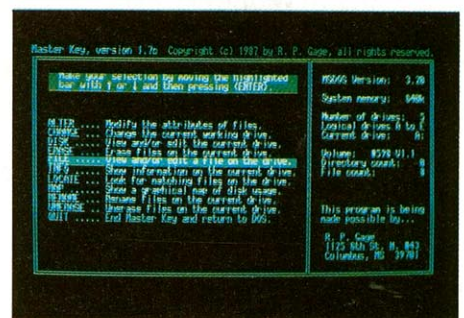 Master Key, version 1.7b Copyright (c) 1987 by R. P. Gage, all rights reserved.
Make your selection by moving the highlighted
bar with ↑ or ↓ and then pressing (ENTER).
ALTER .... Modify the attributes of files.
CHANGE ... Change the current working drive.
DISK ..... View and/or edit the current drive.
ERASE .... Erase files on the current drive.
FILE ..... View and/or edit a file on the drive.
INFO ..... Show information on the current drive.
LOCATE ... Look for matching files on the drive.
MAP ...... Show a graphical map of disk usage.
RENAME ... Rename files on the current drive.
UNERASE .. Unerase files on the current drive.
QUIT ..... End Master Key and return to DOS.
MSDOS Version: 3.20
System memory: 640k
Number of drives: 5
Logical drives A to E
Current drive: A:
Volume:
Directory count: 0
File count:
This program is being
made possible by...
R. P. Gage
1125 6th St. N. #43
Columbus, MS 39701